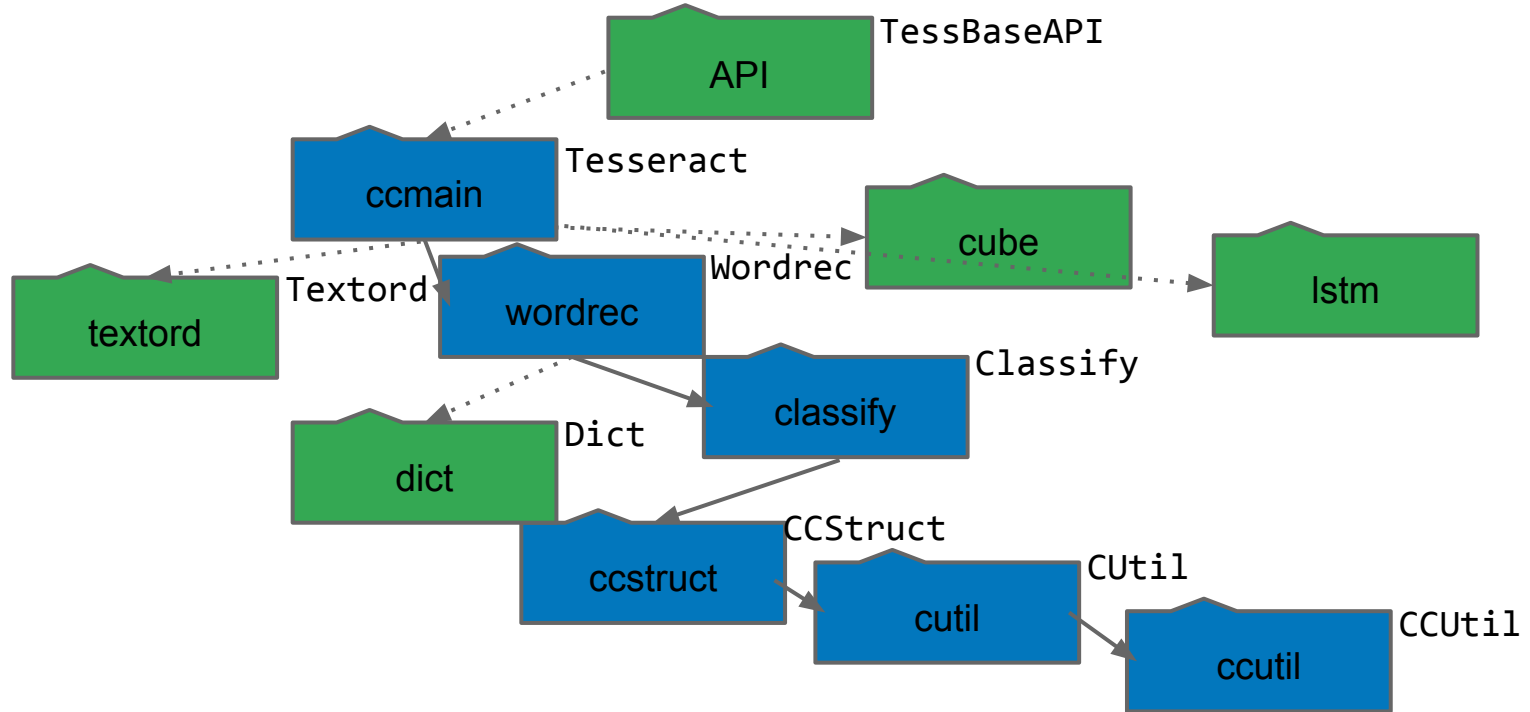 TessBaseAPI
API
Tesseract
ccmain
cube
Wordrec
lstm
Textord
wordrec
textord
Classify
classify
Dict
dict
CCStruct
ccstruct
CUtil
cutil
CCUtil
ccutil